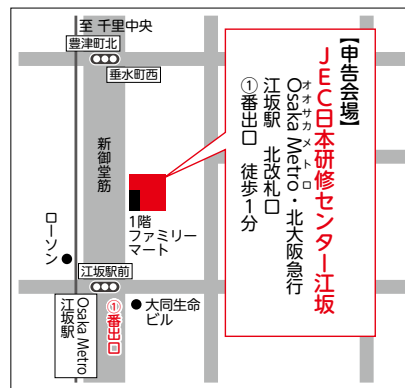 至 千里中央
豊津町北
垂水町西
新御堂筋
【申告会場】
JEC日本研修センター江坂
オオサカメトロ
Osaka Metro・北大阪急行
江坂駅 北改札口
①番出口 徒歩1分
1階
ファミリー
マート
ローソン
江坂駅前
Osaka Metro
江坂駅
①番出口
大同生命
ビル